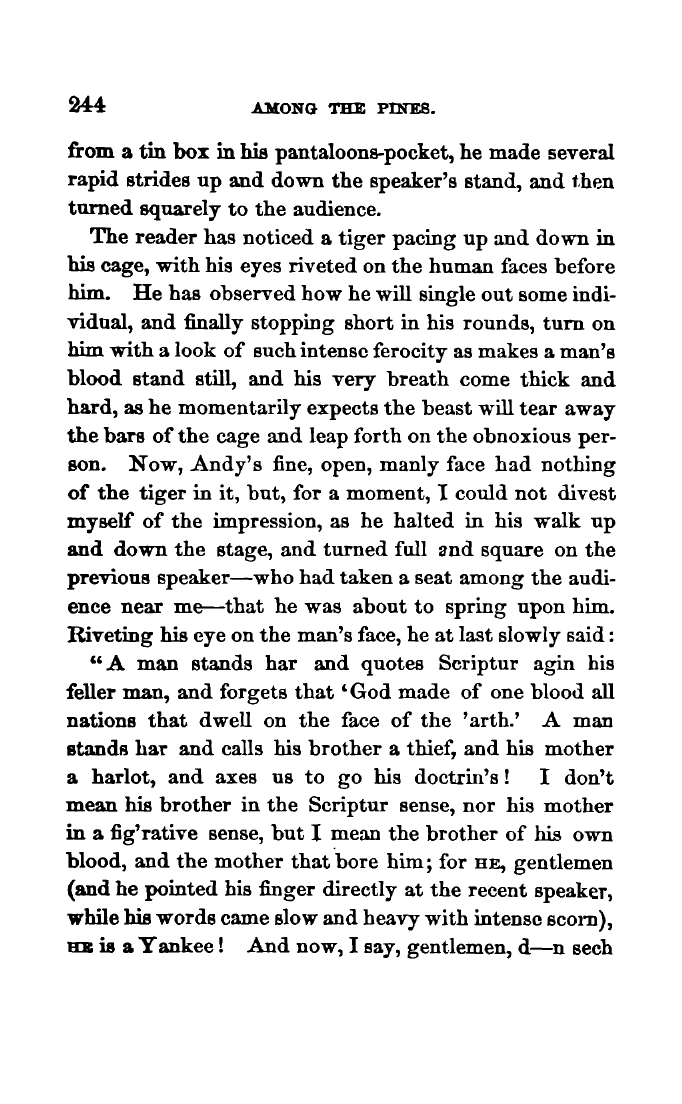 244 AMONG THE PINES.
from a tin box in his pantaloons-pocket, he made several
rapid strides up and down the speaker's stand, and then
turned squarely to the audience.
The reader has noticed a tiger pacing up and down in
his cage, with his eyes riveted on the human faces before
him. He has observed how he will single out some indi-
vidual, and finally stopping short in his rounds, turn on
him with a look of such intense ferocity as makes a man's
blood stand still, and his very breath come thick and
hard, as he momentarily expects the beast will tear away
the bars of the cage and leap forth on the obnoxious per-
son. Now, Andy's fine, open, manly face had nothing
of the tiger in it, but, for a moment, I could not divest
myself of the impression, as he halted in his walk up
and down the stage, and turned full and square on the
previous speaker—who had taken a seat among the audi-
ence near me—that he was about to spring upon him.
Riveting his eye on the man's face, he at last slowly said:
"A man stands har and quotes Scriptur agin his
feller man, and forgets that 'God made of one blood all
nations that dwell on the face of the 'arth.' A man
stands har and calls his brother a thief, and his mother
a harlot, and axes us to go his doctrin's! I don't
mean his brother in the Scriptur sense, nor his mother
in a fig'rative sense, but I mean the brother of his own
blood, and the mother that bore him; for HE, gentlemen
(and he pointed his finger directly at the recent speaker,
while his words came slow and heavy with intense scorn),
HE is a Yankee! And now, I say, gentlemen, d—n sech